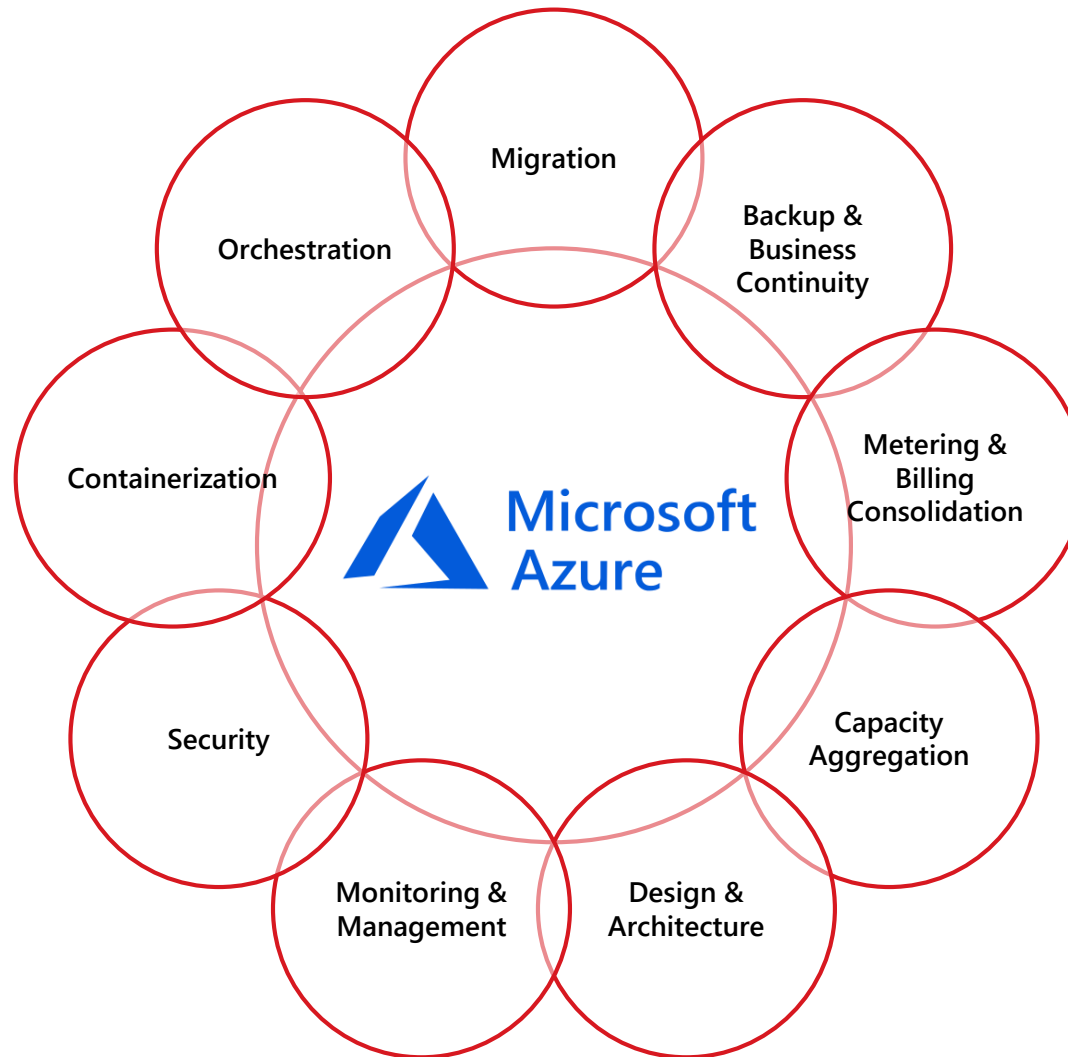 Migration
Backup &
Business
Continuity
Orchestration
Metering &
Billing
Consolidation
Containerization
Microsoft
Azure
Capacity
Aggregation
Security
Design &
Architecture
Monitoring &
Management